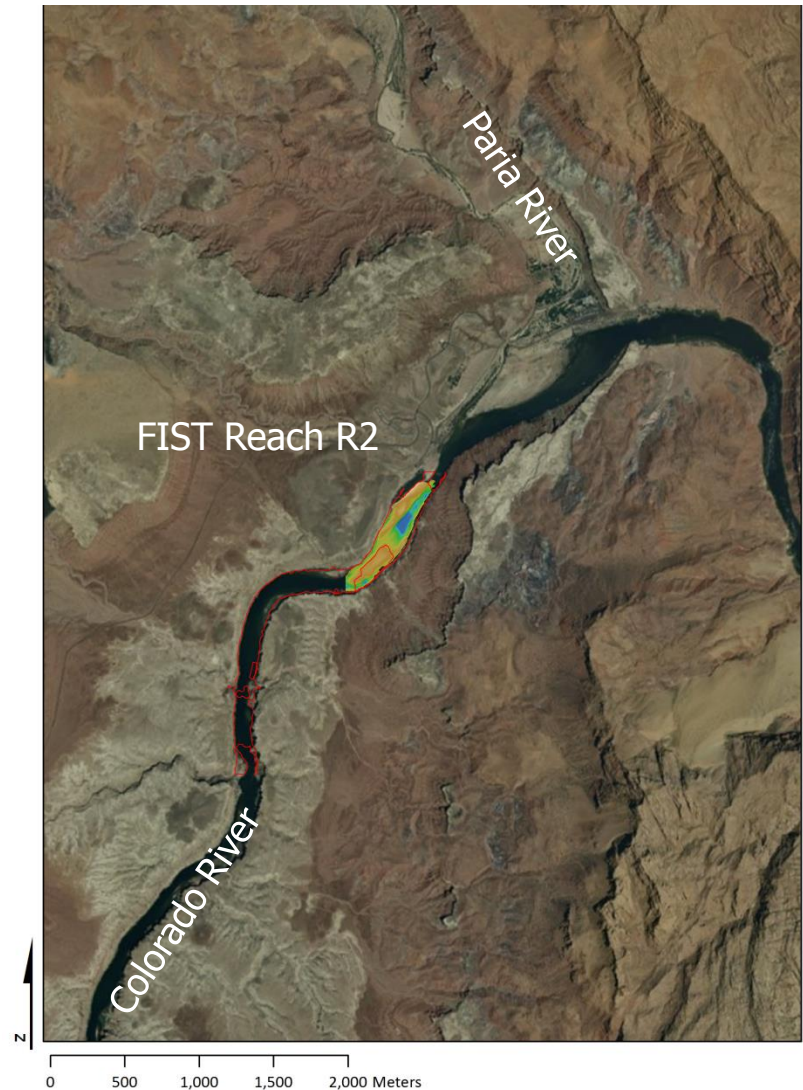 Paria River
FIST Reach R2
Colorado River
N
0 500 1,000 1,500 2,000 Meters